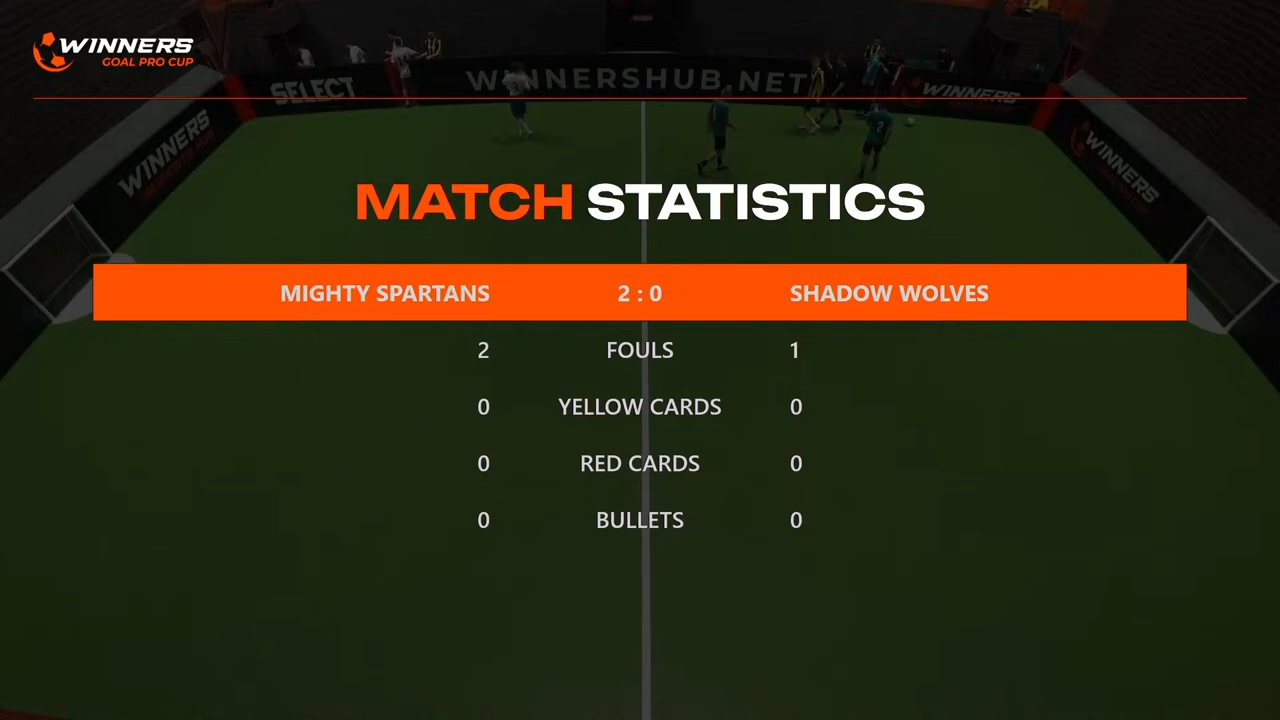 WINNERS
GOAL PRO CUP
SELECT
WINNERSHUB.NET
WINNERS
WINNERS
WINNERS
MATCH STATISTICS
MIGHTY SPARTANS 2 : 0 SHADOW WOLVES
2 FOULS 1
0 YELLOW CARDS 0
0 RED CARDS 0
0 BULLETS 0